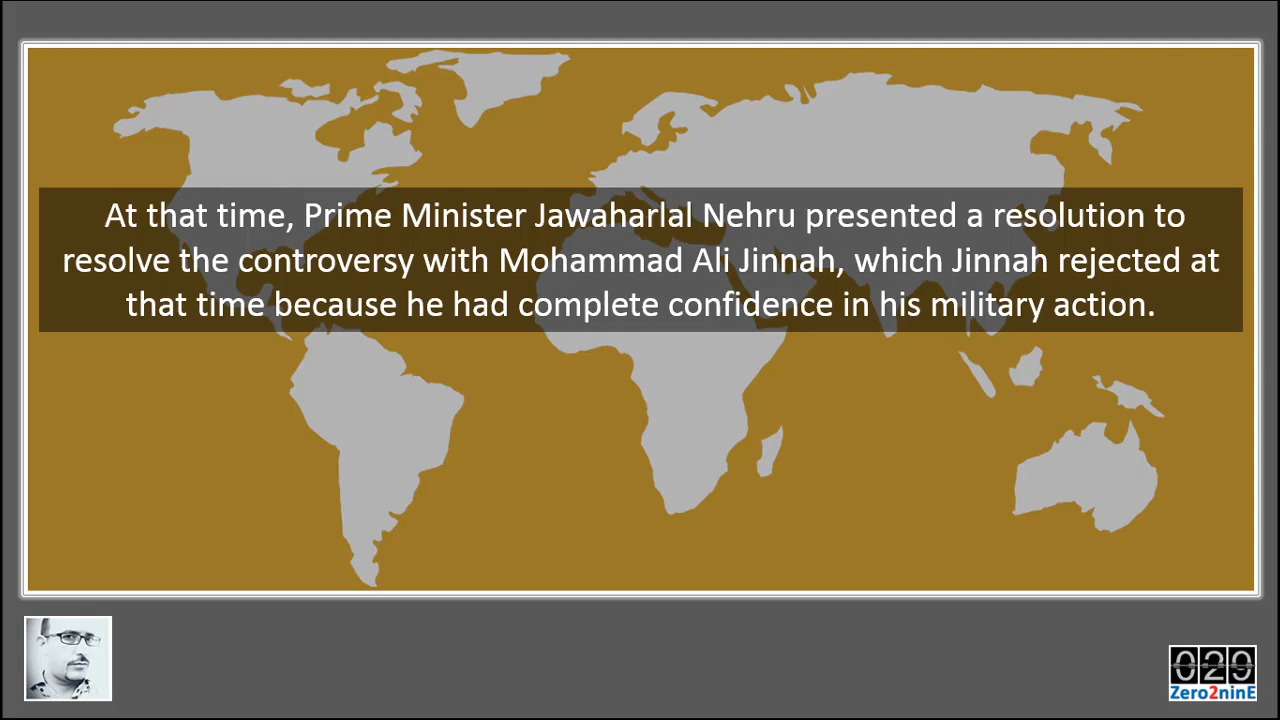 At that time, Prime Minister Jawaharlal Nehru presented a resolution to
resolve the controversy with Mohammad Ali Jinnah, which Jinnah rejected at
that time because he had complete confidence in his military action.
029
Zero2ninE